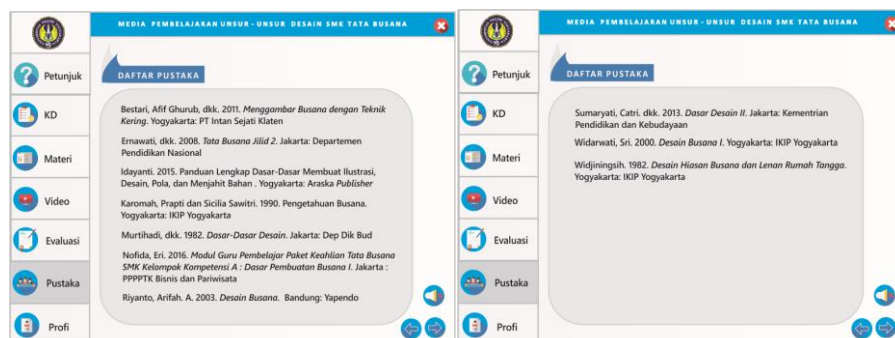 MEDIA PEMBELAJARAN UNSUR - UNSUR DESAIN SMK TATA BUSANA
Petunjuk
KD
Materi
Video
Evaluasi
Pustaka
Profi
DAFTAR PUSTAKA
Bestari, Afif Ghurub, dkk. 2011. Menggambar Busana dengan Teknik
Kering. Yogyakarta: PT Intan Sejati Klaten
Ernawati, dkk. 2008. Tata Busana Jilid 2. Jakarta: Departemen
Pendidikan Nasional
Idayanti. 2015. Panduan Lengkap Dasar-Dasar Membuat Ilustrasi,
Desain, Pola, dan Menjahit Bahan . Yogyakarta: Araska Publisher
Karomah, Prapti dan Sicilia Sawitri. 1990. Pengetahuan Busana.
Yogyakarta: IKIP Yogyakarta
Murtihadi, dkk. 1982. Dasar-Dasar Desain. Jakarta: Dep Dik Bud
Nofida, Eri. 2016. Modul Guru Pembelajar Paket Keahlian Tata Busana
SMK Kelompok Kompetensi A : Dasar Pembuatan Busana I. Jakarta :
PPPPTK Bisnis dan Pariwisata
Riyanto, Arifah. A. 2003. Desain Busana. Bandung: Yapendo
MEDIA PEMBELAJARAN UNSUR - UNSUR DESAIN SMK TATA BUSANA
Petunjuk
KD
Materi
Video
Evaluasi
Pustaka
Profi
DAFTAR PUSTAKA
Sumaryati, Catri. dkk. 2013. Dasar Desain II. Jakarta: Kementrian
Pendidikan dan Kebudayaan
Widarwati, Sri. 2000. Desain Busana I. Yogyakarta: IKIP Yogyakarta
Widjiningsih. 1982. Desain Hiasan Busana dan Lenan Rumah Tangga.
Yogyakarta: IKIP Yogyakarta